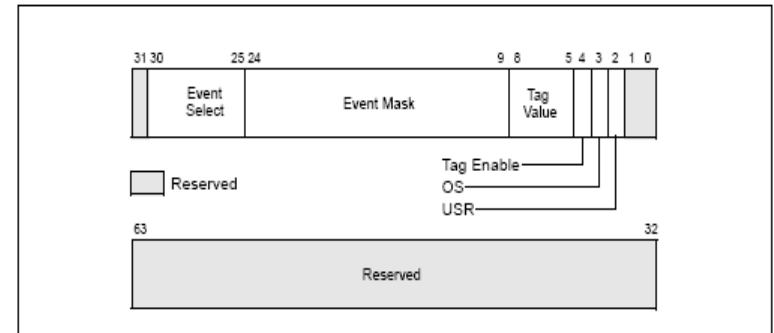 31 30 25 24 9 8 5 4 3 2 1 0
Event Select
Event Mask
Tag Value
Tag Enable
OS
USR
Reserved
63 32
Reserved